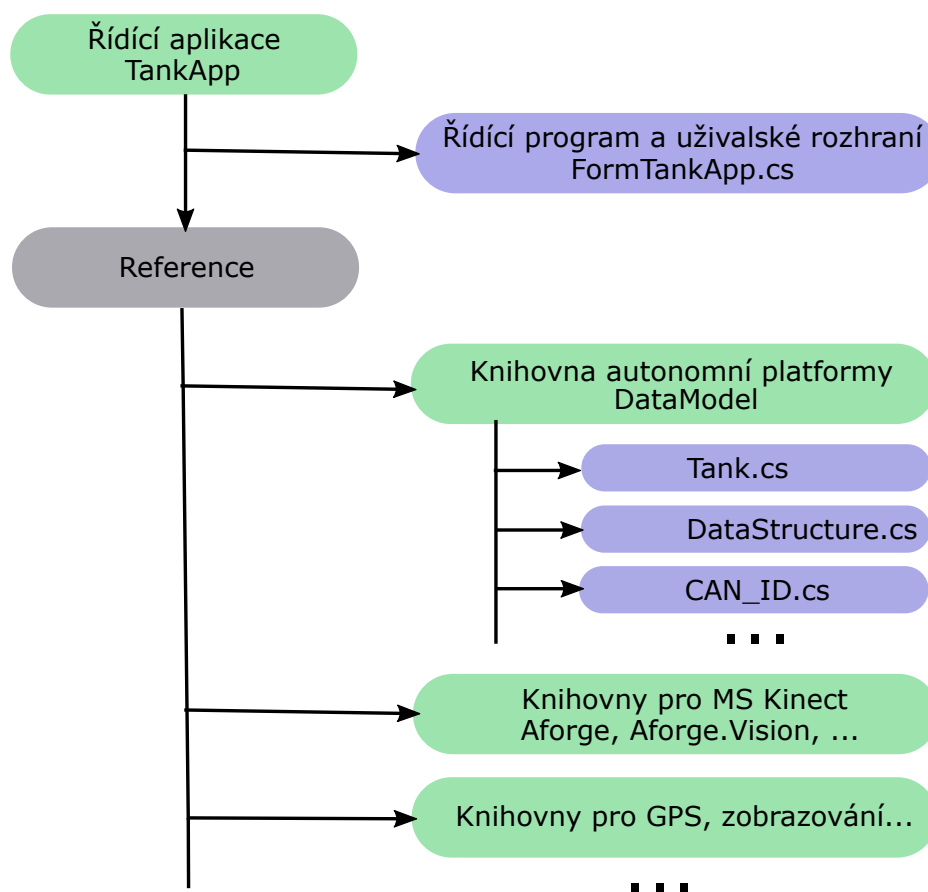 Řídící aplikace
TankApp
Řídící program a uživalské rozhraní
FormTankApp.cs
Reference
Knihovna autonomní platformy
DataModel
Tank.cs
DataStructure.cs
CAN_ID.cs
...
Knihovny pro MS Kinect
Aforge, Aforge.Vision, ...
Knihovny pro GPS, zobrazování...
...